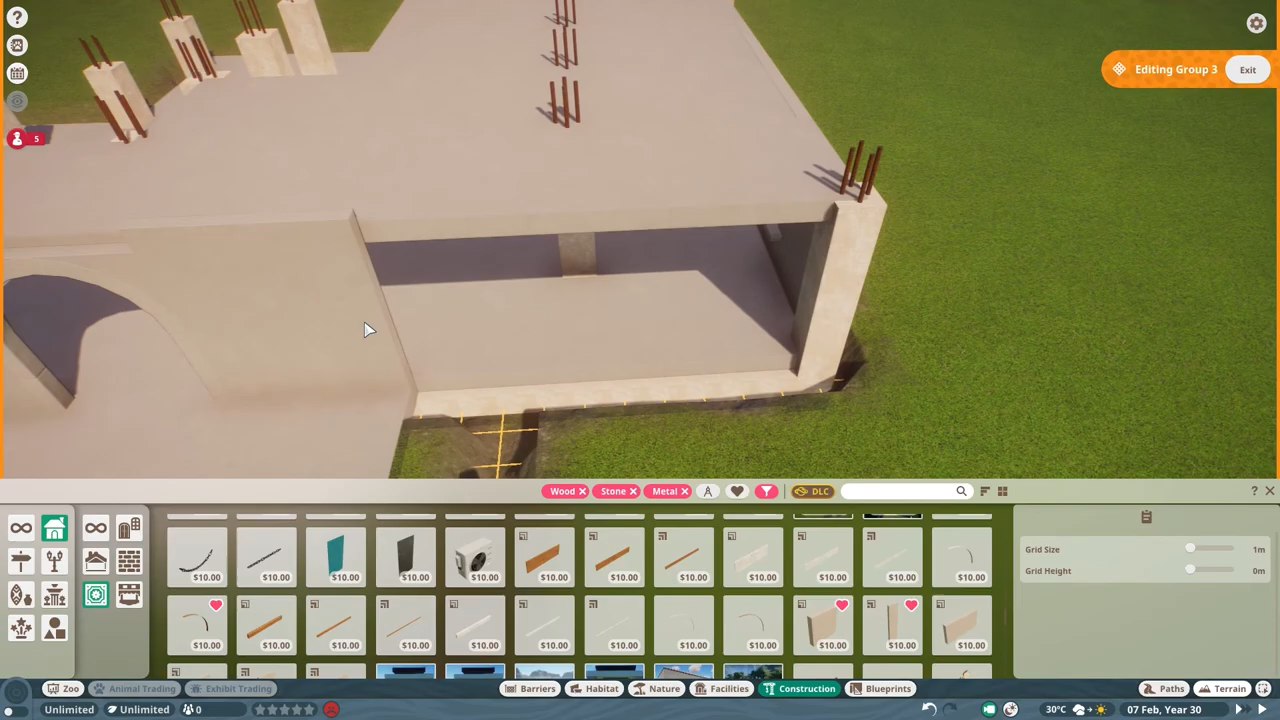 ?
Editing Group 3 Exit
5
Wood Stone Metal DLC ?
$10.00 $10.00 $10.00 $10.00 $10.00 $10.00 $10.00 $10.00 $10.00 $10.00 $10.00 $10.00
Grid Size 1m
Grid Height 0m
$10.00 $10.00 $10.00 $10.00 $10.00 $10.00 $10.00 $10.00 $10.00 $10.00 $10.00 $10.00
Zoo Animal Trading Exhibit Trading Barriers Habitat Nature Facilities Construction Blueprints Paths Terrain
Unlimited Unlimited 0 30°C 07 Feb, Year 30